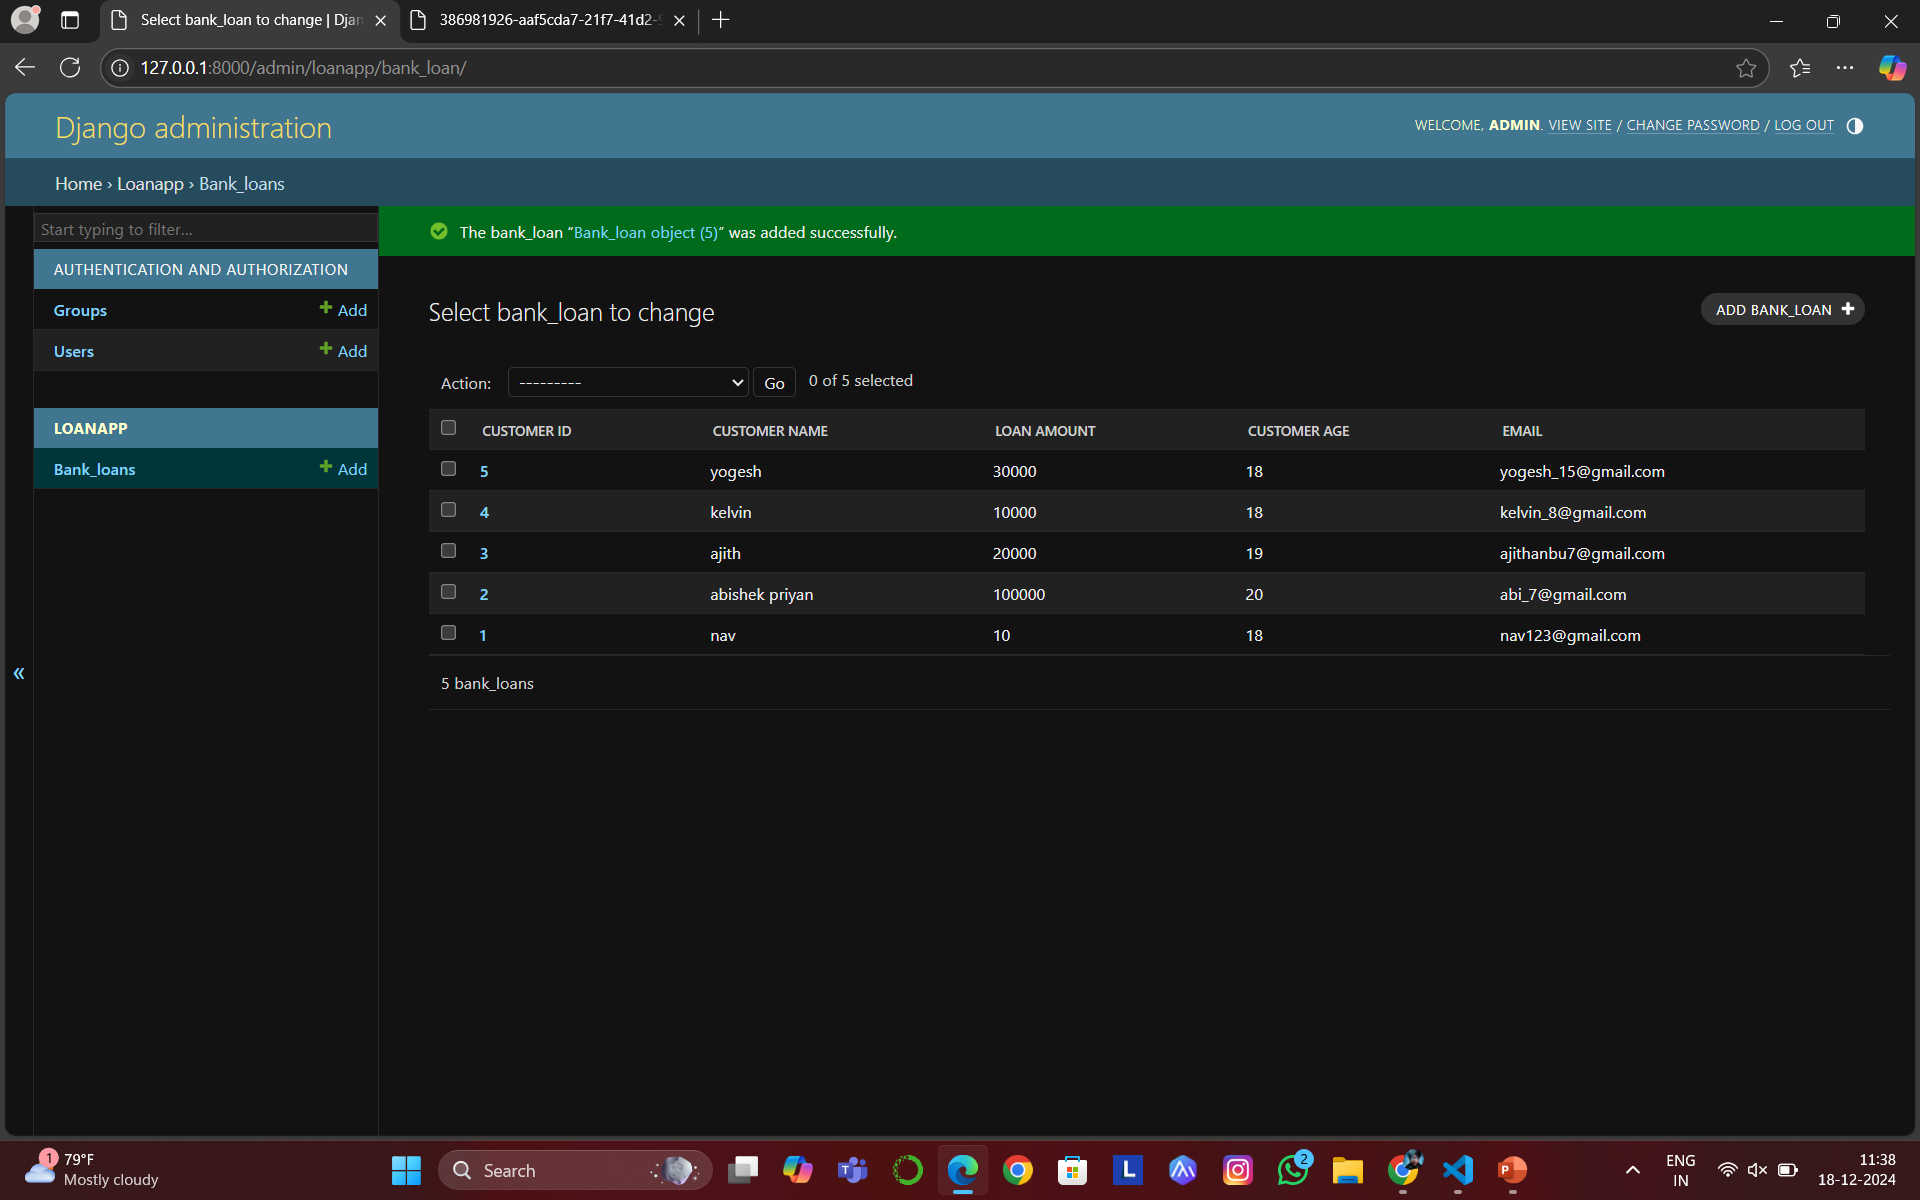 Select bank_loan to change | Djan
386981926-aaf5cda7-21f7-41d2-
127.0.0.1:8000/admin/loanapp/bank_loan/
Django administration
WELCOME, ADMIN. VIEW SITE / CHANGE PASSWORD / LOG OUT
Home › Loanapp › Bank_loans
Start typing to filter...
AUTHENTICATION AND AUTHORIZATION
Groups Add
Users Add
LOANAPP
Bank_loans Add
«
The bank_loan “Bank_loan object (5)” was added successfully.
Select bank_loan to change
ADD BANK_LOAN
Action: --------- Go 0 of 5 selected
CUSTOMER ID CUSTOMER NAME LOAN AMOUNT CUSTOMER AGE EMAIL
5 yogesh 30000 18 yogesh_15@gmail.com
4 kelvin 10000 18 kelvin_8@gmail.com
3 ajith 20000 19 ajithanbu7@gmail.com
2 abishek priyan 100000 20 abi_7@gmail.com
1 nav 10 18 nav123@gmail.com
5 bank_loans
1
79°F
Mostly cloudy
Search
T
L
2
P
ENG
IN
11:38
18-12-2024